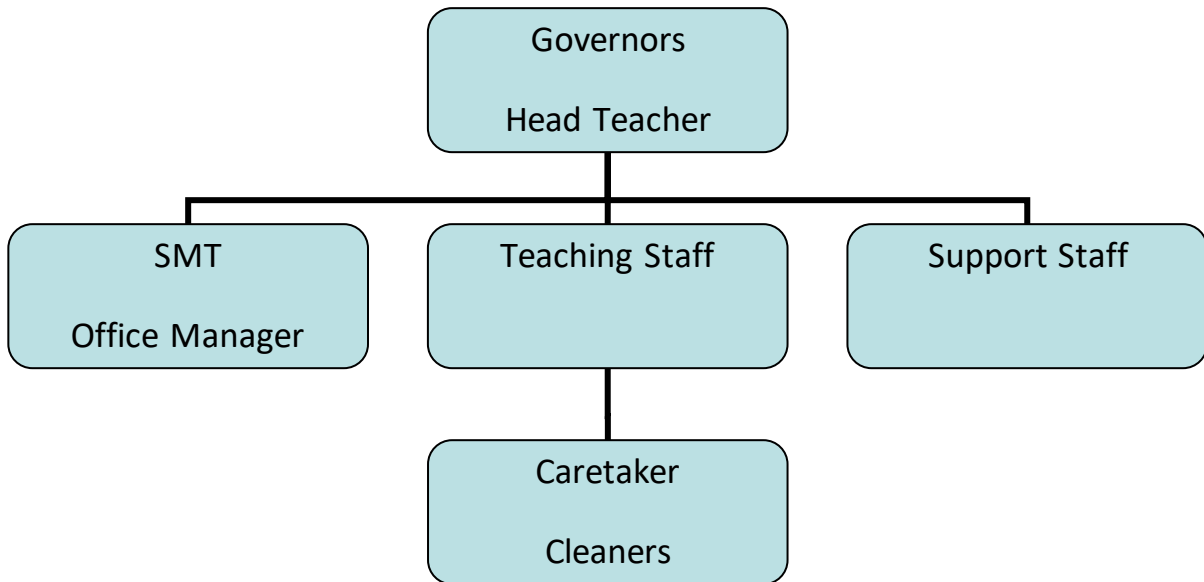 Governors
Head Teacher
SMT
Office Manager
Teaching Staff
Support Staff
Caretaker
Cleaners